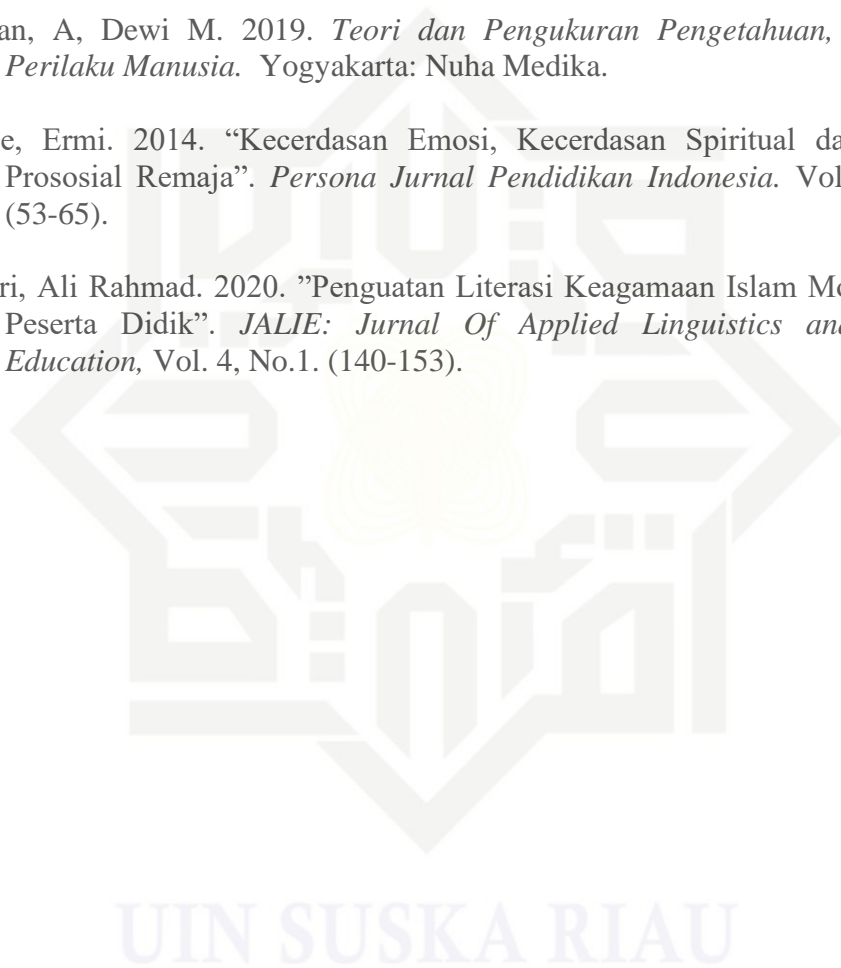 an, A, Dewi M. 2019. Teori dan Pengukuran Pengetahuan,
Perilaku Manusia. Yogyakarta: Nuha Medika.
e, Ermi. 2014. “Kecerdasan Emosi, Kecerdasan Spiritual da
Prososial Remaja”. Persona Jurnal Pendidikan Indonesia. Vol
(53-65).
ri, Ali Rahmad. 2020. ”Penguatan Literasi Keagamaan Islam Mo
Peserta Didik”. JALIE: Jurnal Of Applied Linguistics and
Education, Vol. 4, No.1. (140-153).
UIN SUSKA RIAU